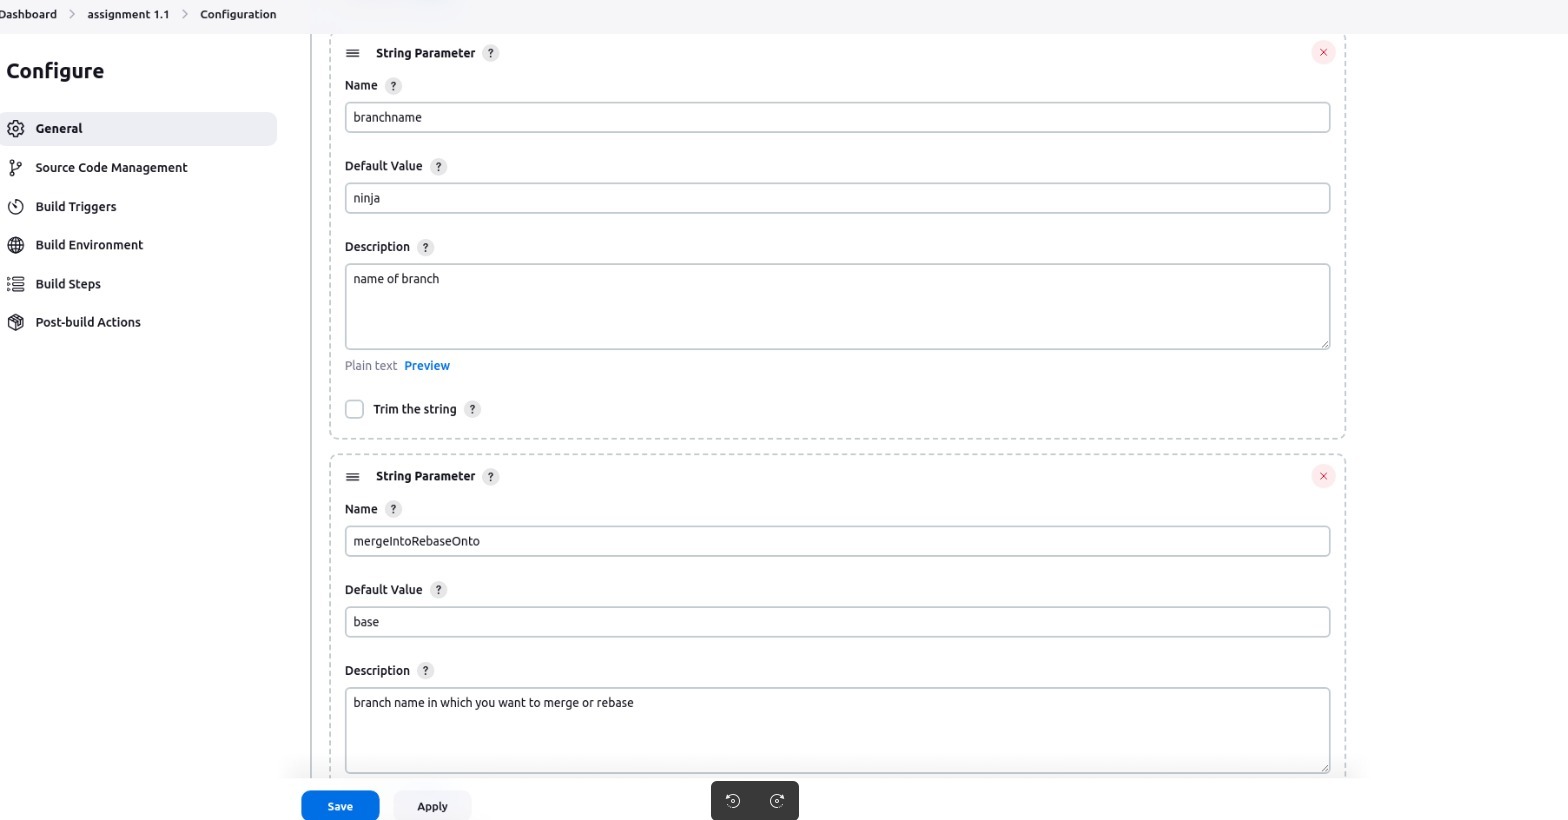 Dashboard > assignment 1.1 > Configuration
Configure
General
Source Code Management
Build Triggers
Build Environment
Build Steps
Post-build Actions
String Parameter ?
Name ?
branchname
Default Value ?
ninja
Description ?
name of branch
Plain text Preview
Trim the string ?
String Parameter ?
Name ?
mergeIntoRebaseOnto
Default Value ?
base
Description ?
branch name in which you want to merge or rebase
Save Apply